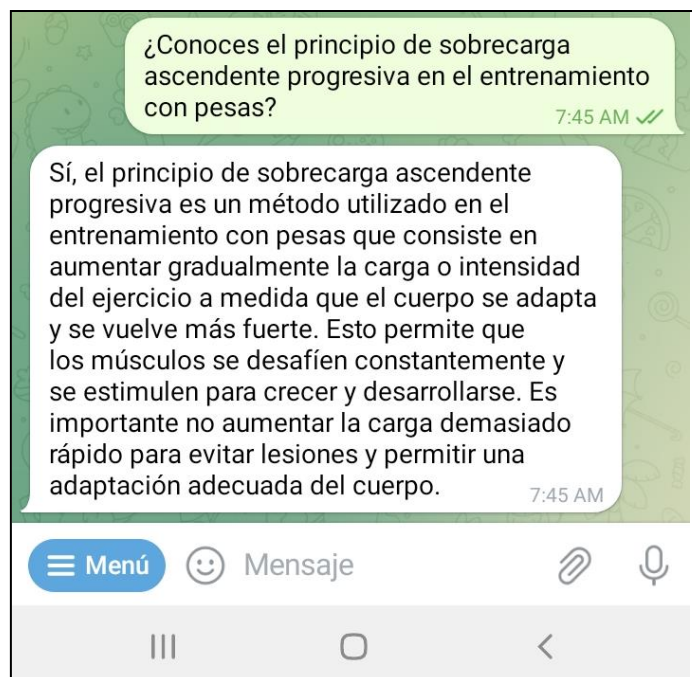 ¿Conoces el principio de sobrecarga
ascendente progresiva en el entrenamiento
con pesas?
7:45 AM
Sí, el principio de sobrecarga ascendente
progresiva es un método utilizado en el
entrenamiento con pesas que consiste en
aumentar gradualmente la carga o intensidad
del ejercicio a medida que el cuerpo se adapta
y se vuelve más fuerte. Esto permite que
los músculos se desafíen constantemente y
se estimulen para crecer y desarrollarse. Es
importante no aumentar la carga demasiado
rápido para evitar lesiones y permitir una
adaptación adecuada del cuerpo.
7:45 AM
Menú
Mensaje